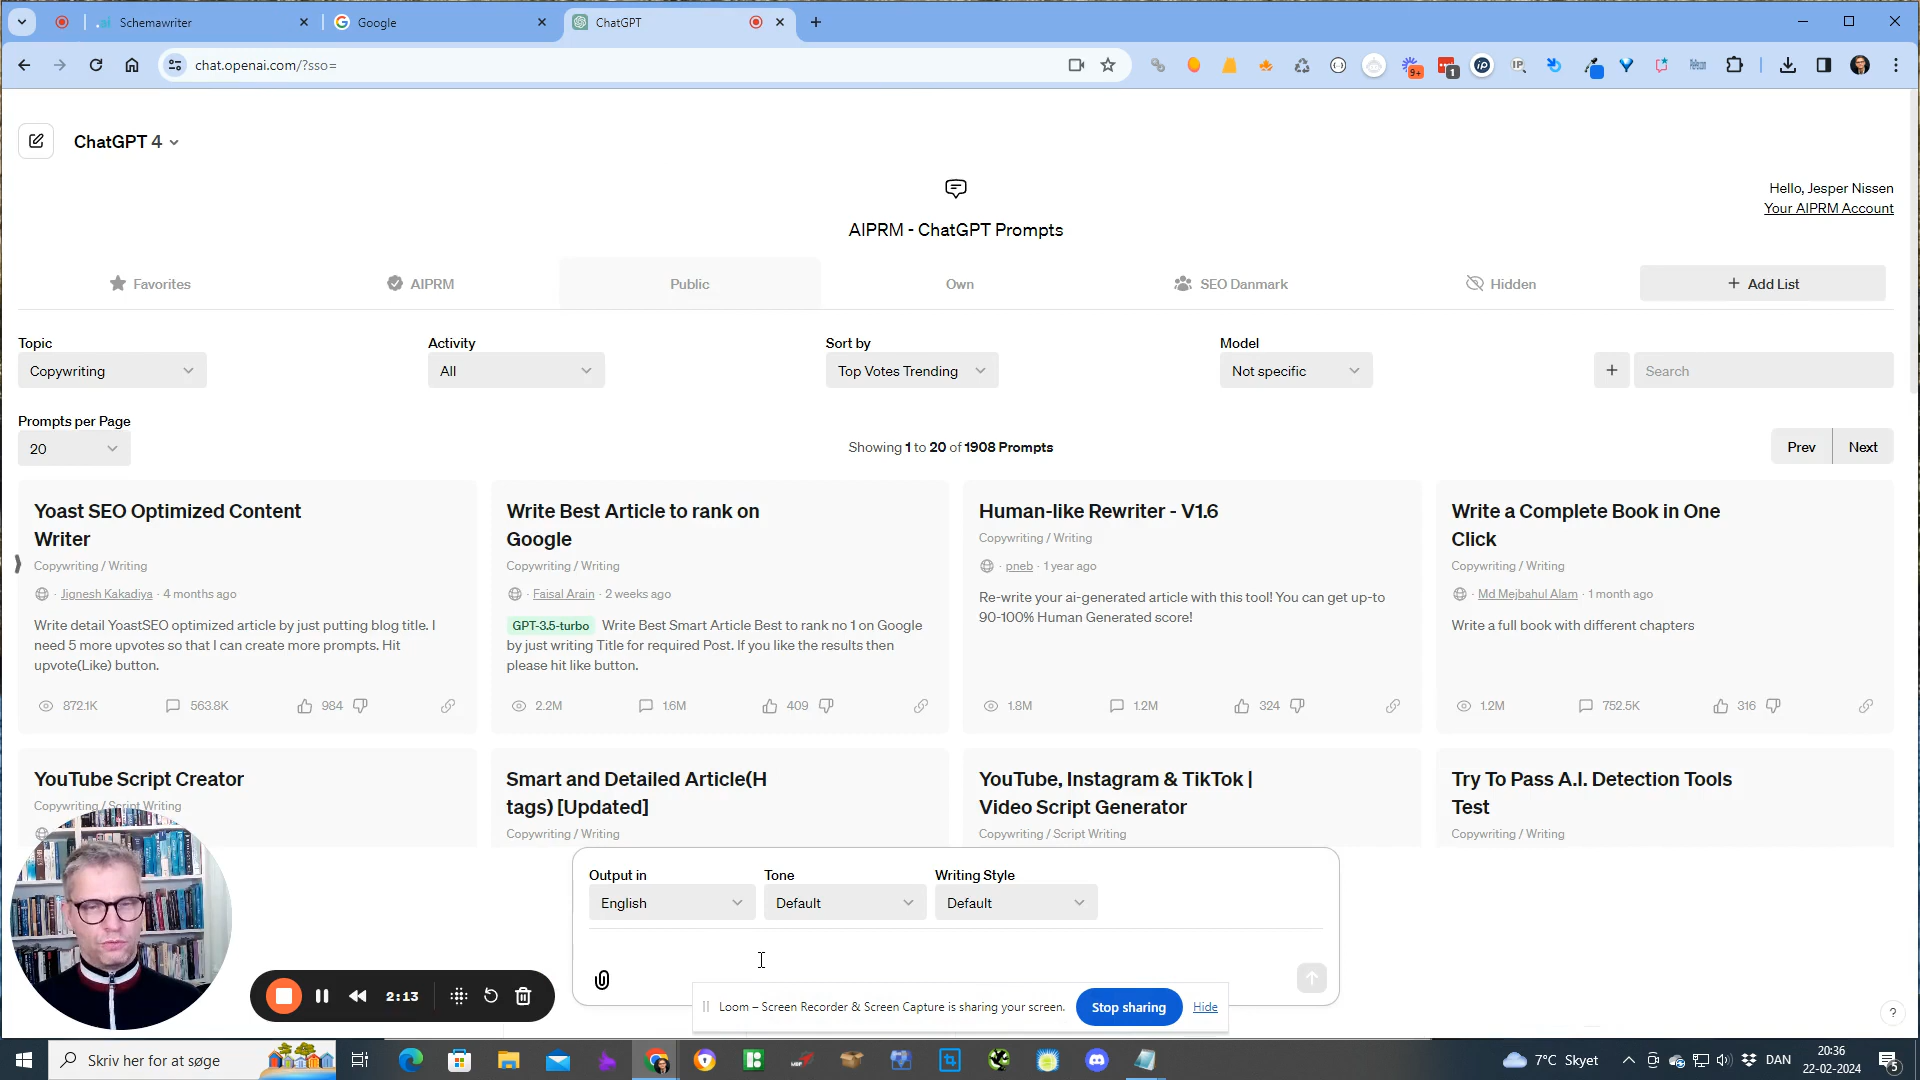 Schemawriter
Google
ChatGPT
chat.openai.com/?sso=
9+
1
ChatGPT 4
Hello, Jesper Nissen
Your AIPRM Account
AIPRM - ChatGPT Prompts
Favorites
AIPRM
Public
Own
SEO Danmark
Hidden
+ Add List
Topic
Activity
Sort by
Model
Copywriting
All
Top Votes Trending
Not specific
+
Search
Prompts per Page
20
Showing 1 to 20 of 1908 Prompts
Prev
Next
Yoast SEO Optimized Content
Writer
Copywriting / Writing
· Jignesh Kakadiya · 4 months ago
Write detail YoastSEO optimized article by just putting blog title. I
need 5 more upvotes so that I can create more prompts. Hit
upvote(Like) button.
872.1K
563.8K
984
Write Best Article to rank on
Google
Copywriting / Writing
· Faisal Arain · 2 weeks ago
GPT-3.5-turbo Write Best Smart Article Best to rank no 1 on Google
by just writing Title for required Post. If you like the results then
please hit like button.
2.2M
1.6M
409
Human-like Rewriter - V1.6
Copywriting / Writing
· pneb · 1 year ago
Re-write your ai-generated article with this tool! You can get up-to
90-100% Human Generated score!
1.8M
1.2M
324
Write a Complete Book in One
Click
Copywriting / Writing
· Md Mejbahul Alam · 1 month ago
Write a full book with different chapters
1.2M
752.5K
316
YouTube Script Creator
Copywriting / Script Writing
Smart and Detailed Article(H
tags) [Updated]
Copywriting / Writing
YouTube, Instagram & TikTok |
Video Script Generator
Copywriting / Script Writing
Try To Pass A.I. Detection Tools
Test
Copywriting / Writing
Output in
Tone
Writing Style
English
Default
Default
2:13
Loom – Screen Recorder & Screen Capture is sharing your screen.
Stop sharing
Hide
?
Skriv her for at søge
7°C Skyet
DAN
20:36
22-02-2024
5